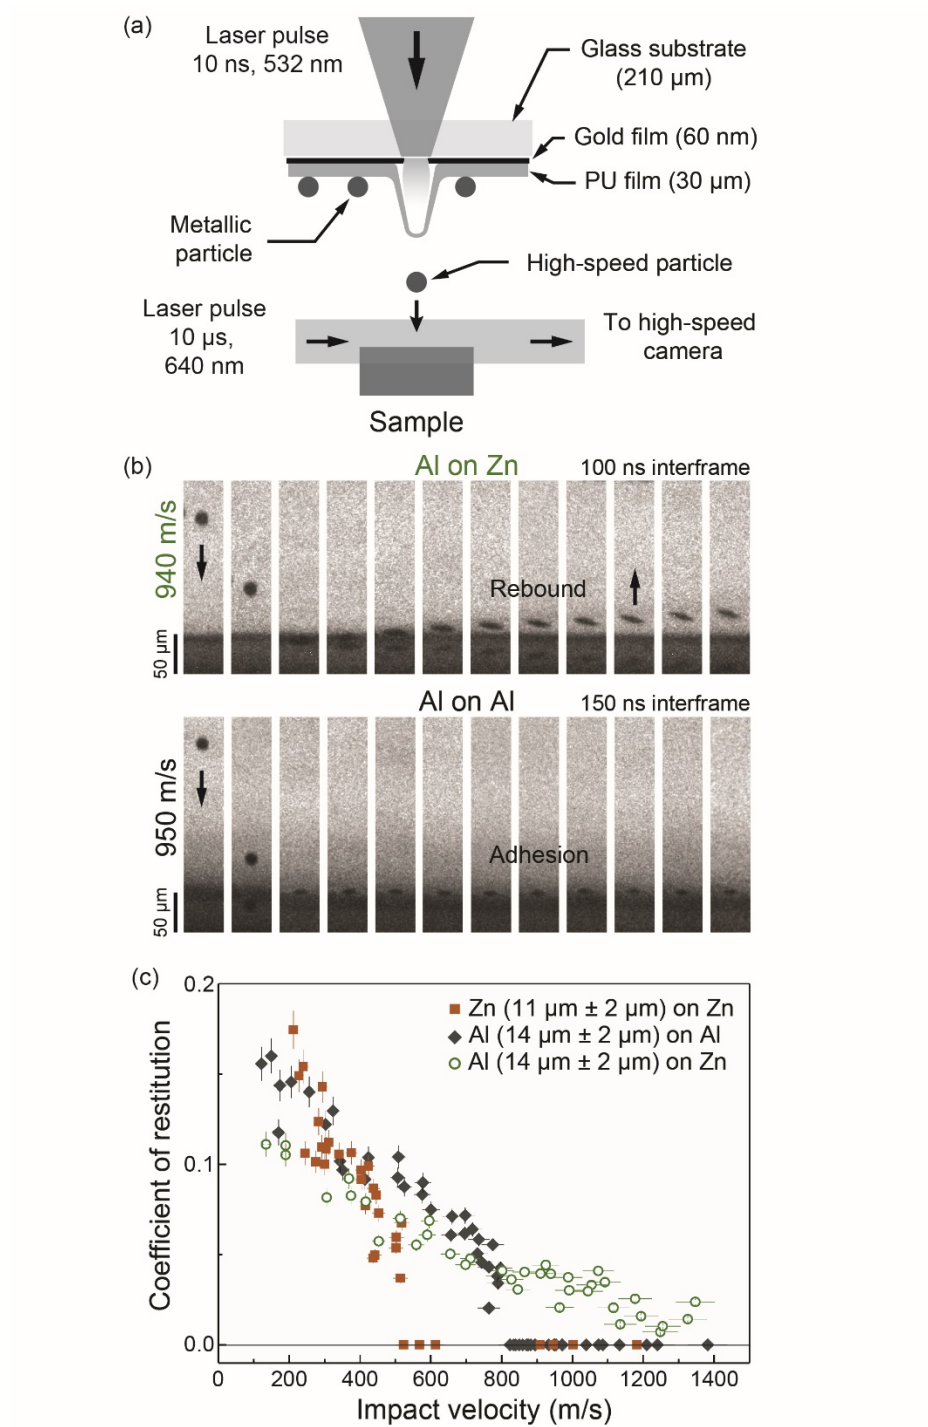 (a)
Laser pulse
10 ns, 532 nm
Glass substrate
(210 μm)
Gold film (60 nm)
PU film (30 μm)
Metallic
particle
High-speed particle
Laser pulse
10 μs,
640 nm
To high-speed
camera
Sample
(b)
Al on Zn
100 ns interframe
940 m/s
Rebound
50 μm
Al on Al
150 ns interframe
950 m/s
Adhesion
50 μm
(c)
Zn (11 μm ± 2 μm) on Zn
Al (14 μm ± 2 μm) on Al
Al (14 μm ± 2 μm) on Zn
Coefficient of restitution
0.2
0.1
0.0
0 200 400 600 800 1000 1200 1400
Impact velocity (m/s)